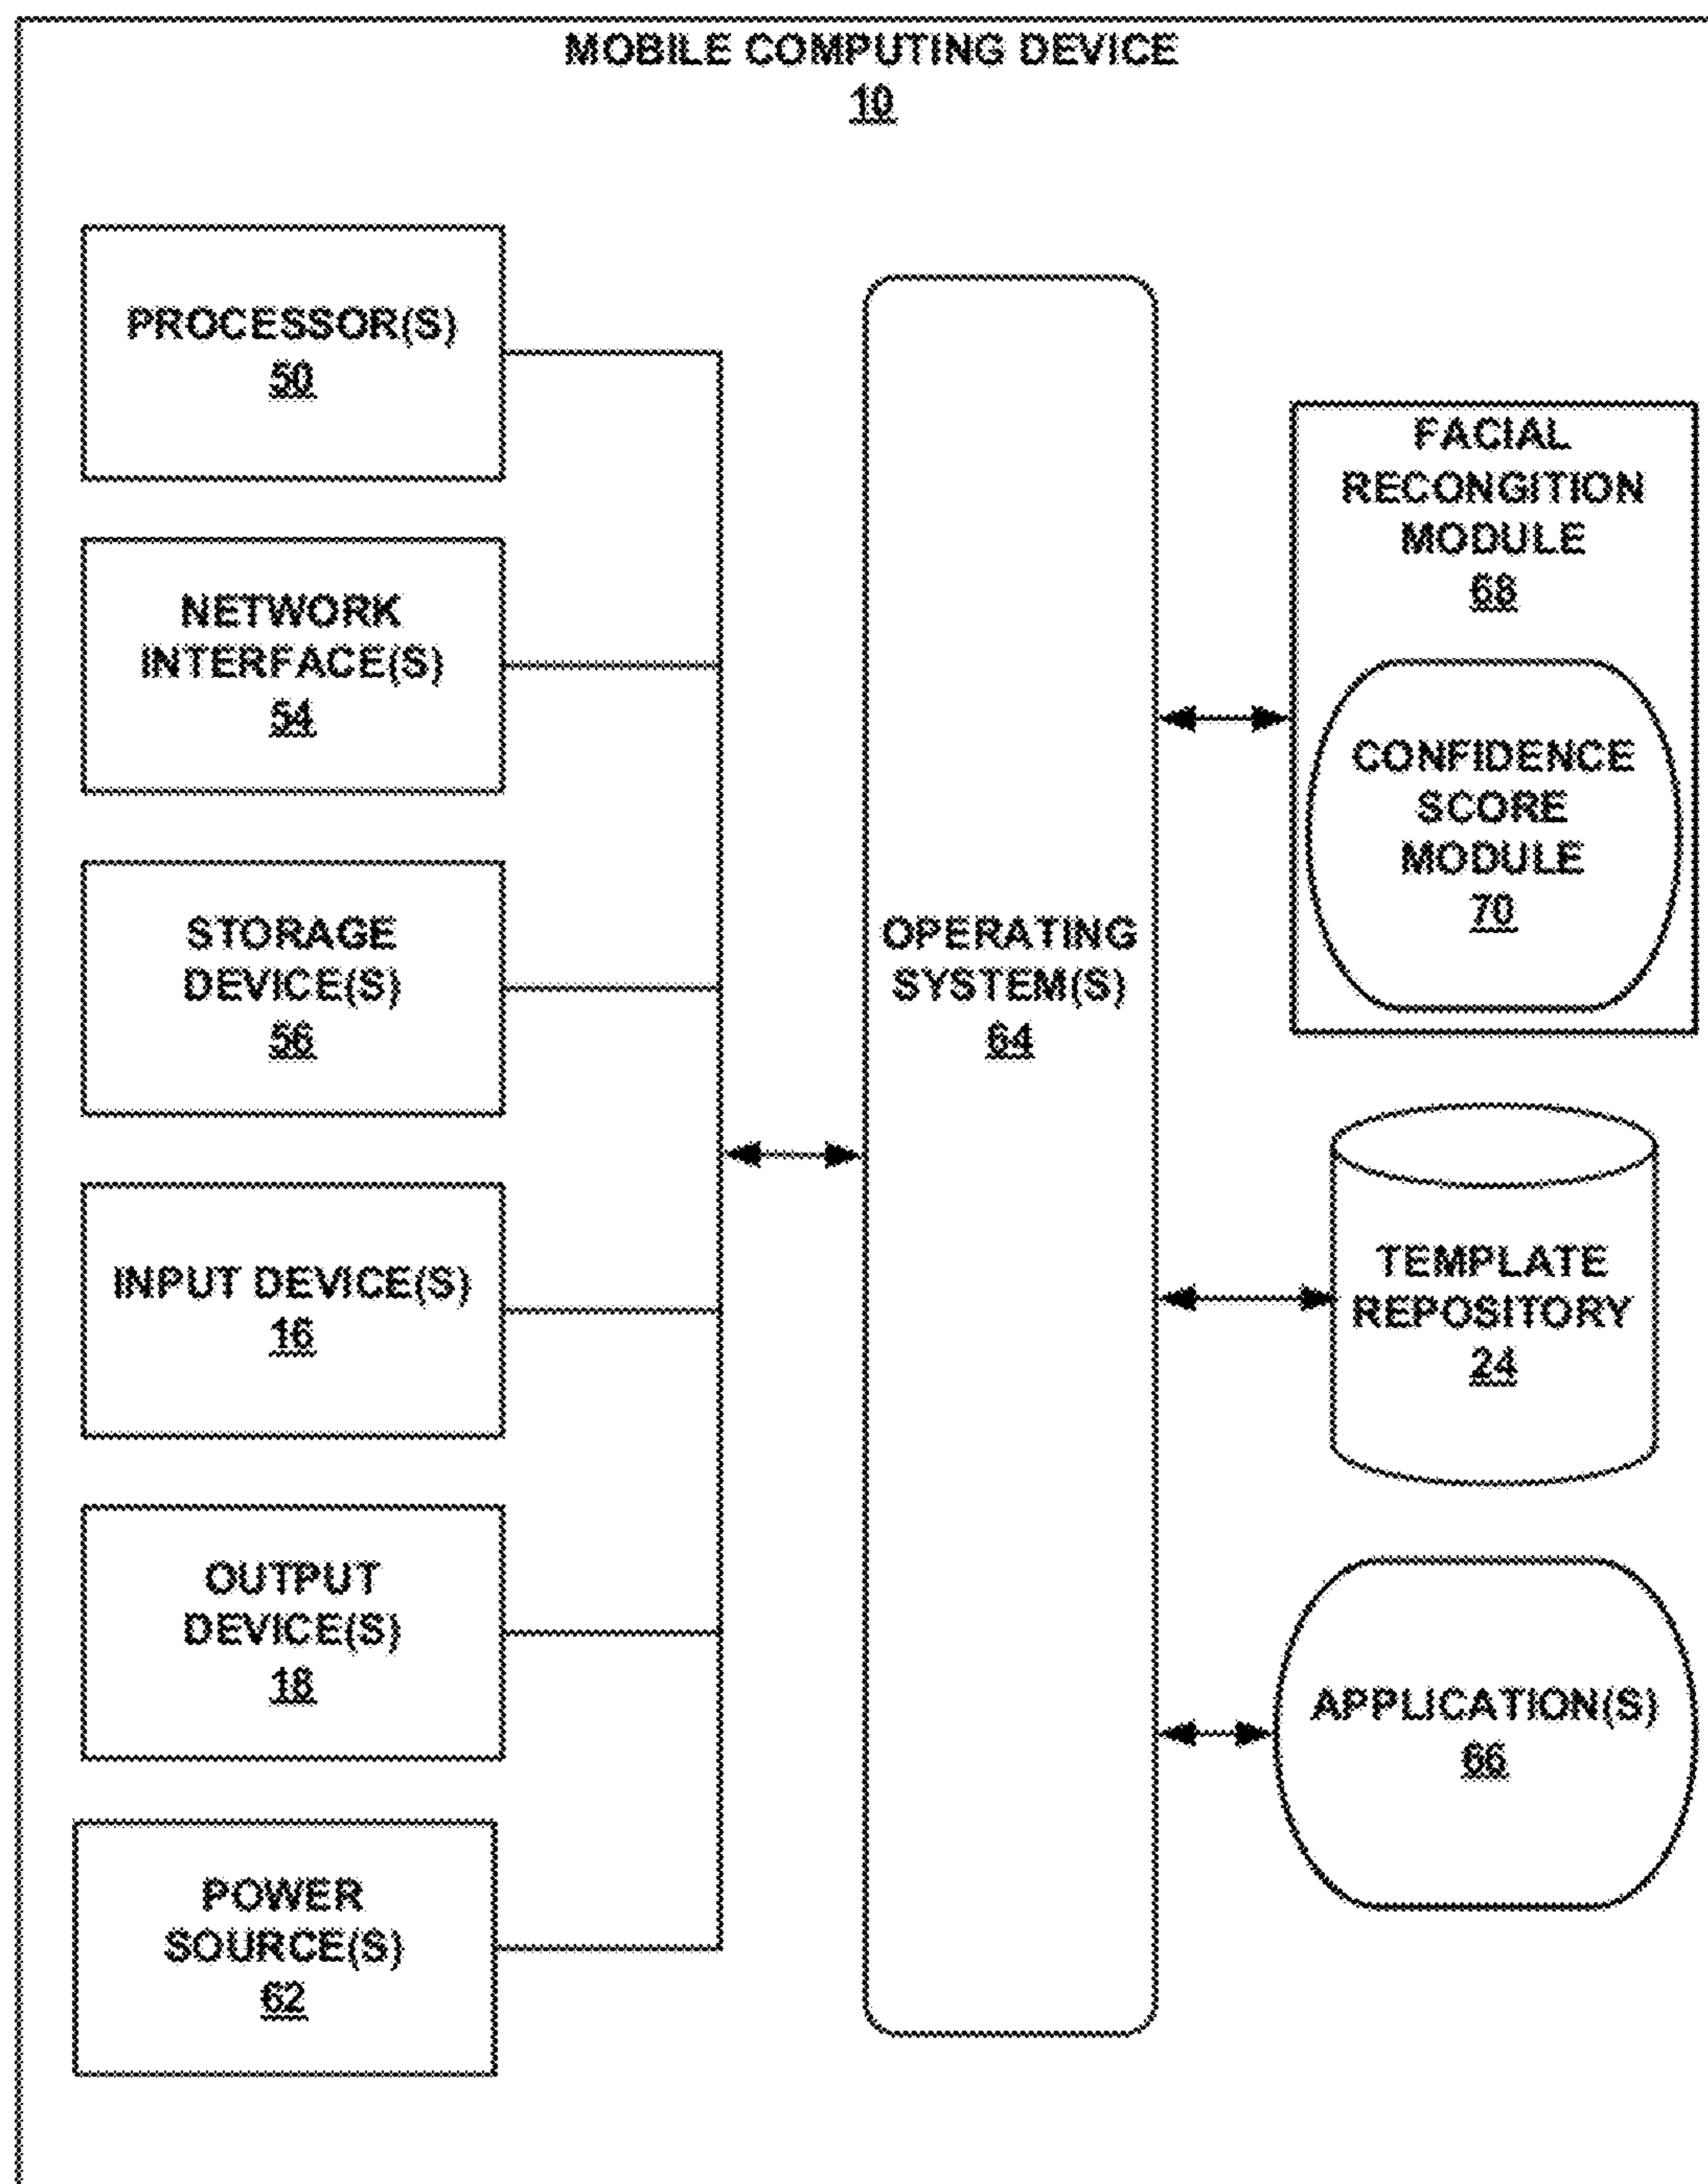 MOBILE COMPUTING DEVICE
10
PROCESSOR(S)
50
NETWORK
INTERFACE(S)
54
STORAGE
DEVICE(S)
56
INPUT DEVICE(S)
16
OUTPUT
DEVICE(S)
18
POWER
SOURCE(S)
62
OPERATING
SYSTEM(S)
64
FACIAL
RECONGITION
MODULE
68
CONFIDENCE
SCORE
MODULE
70
TEMPLATE
REPOSITORY
24
APPLICATION(S)
66